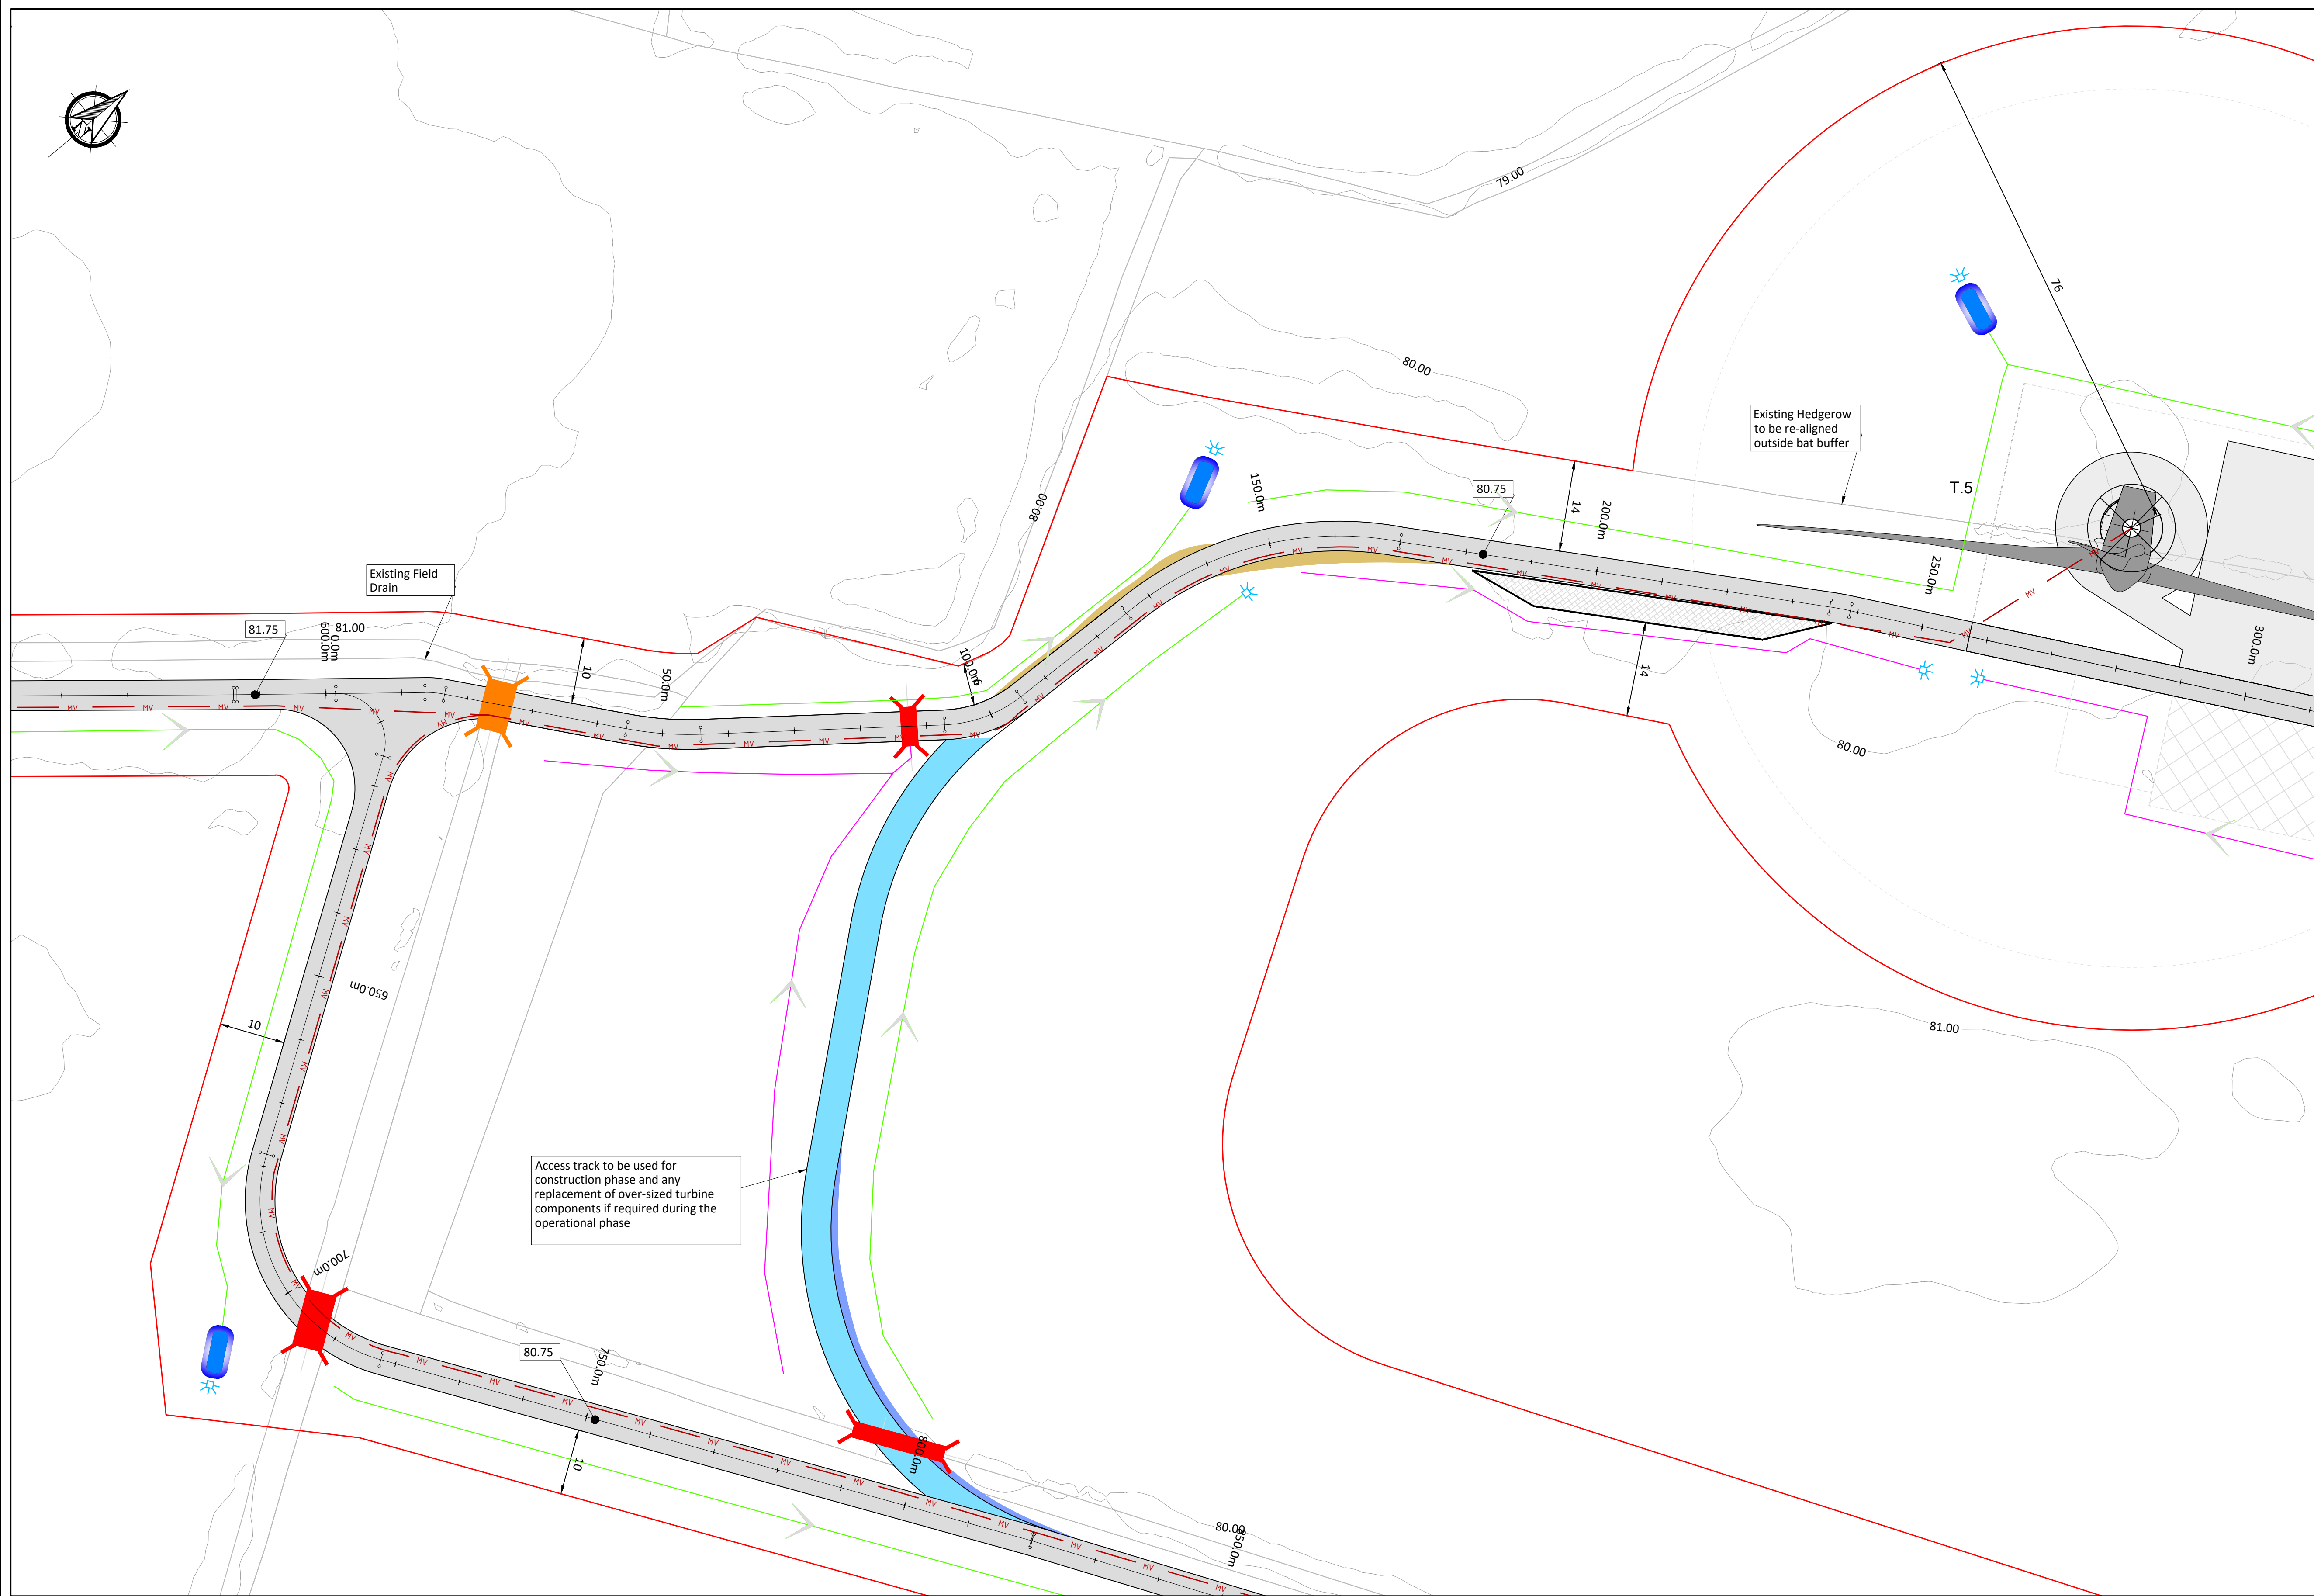 N
79.00
76
80.00
Existing Hedgerow
to be re-aligned
outside bat buffer
T.5
80.00
150.0m
80.75
14
200.0m
250.0m
300.0m
Existing Field
Drain
81.75
600.0m
0.0m
81.00
10
50.0m
100.0m
6
14
80.00
MV
650.0m
10
81.00
Access track to be used for
construction phase and any
replacement of over-sized turbine
components if required during the
operational phase
700.0m
80.75
750.0m
10
800.0m
80.00
850.0m